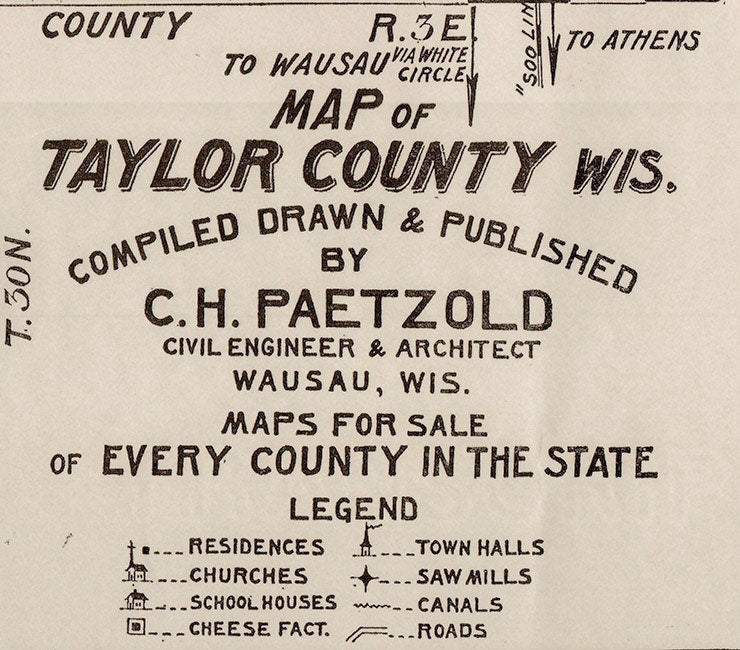 COUNTY
R.3E.
TO WAUSAU VIA WHITE CIRCLE
TO ATHENS
MAP OF
TAYLOR COUNTY WIS.
COMPILED DRAWN & PUBLISHED
BY
C.H. PAETZOLD
CIVIL ENGINEER & ARCHITECT
WAUSAU, WIS.
MAPS FOR SALE
OF EVERY COUNTY IN THE STATE
T.30N.
LEGEND
RESIDENCES
CHURCHES
SCHOOL HOUSES
CHEESE FACT.
TOWN HALLS
SAW MILLS
CANALS
ROADS